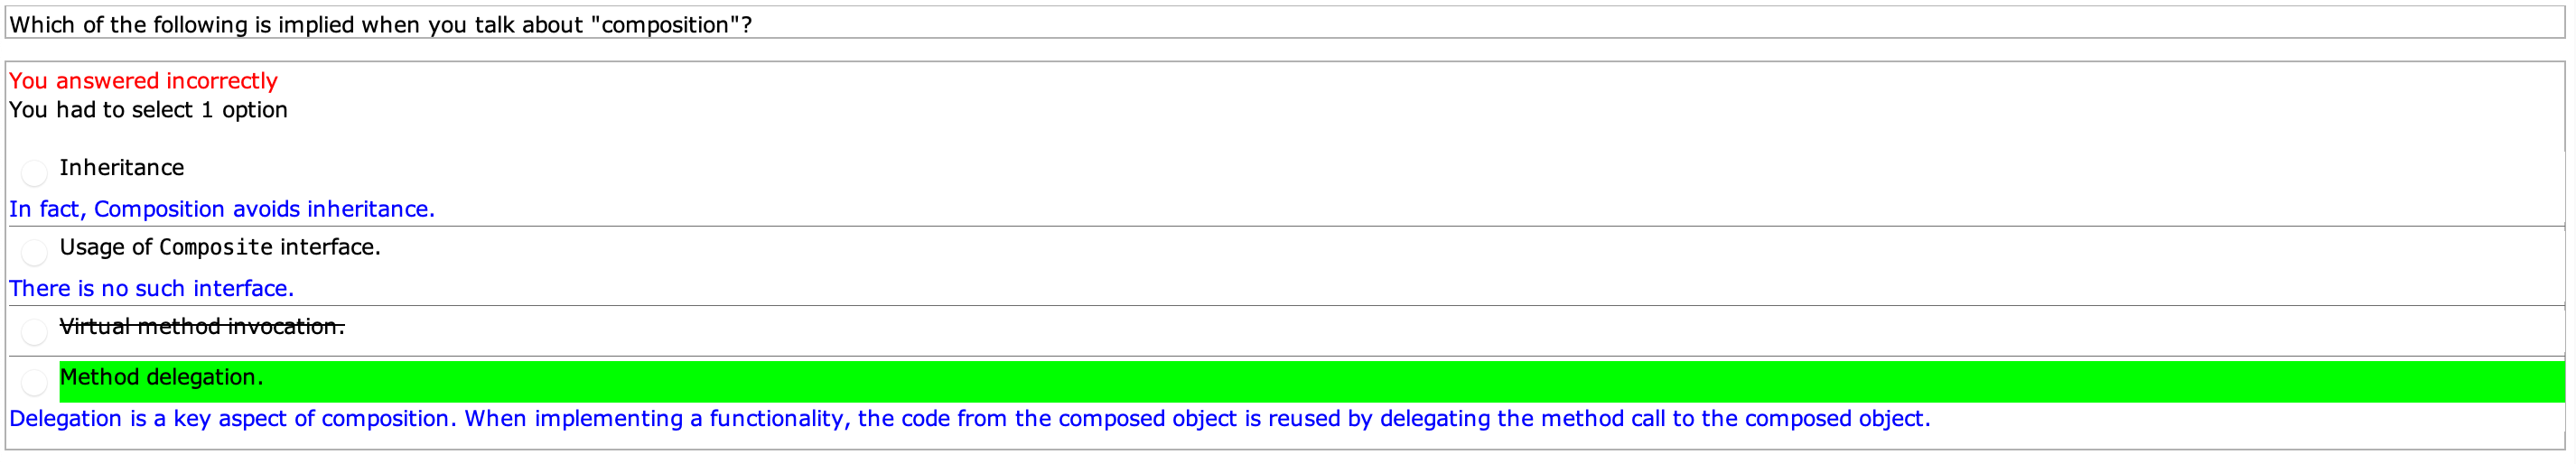 Which of the following is implied when you talk about "composition"?
You answered incorrectly
You had to select 1 option
Inheritance
In fact, Composition avoids inheritance.
Usage of Composite interface.
There is no such interface.
Virtual method invocation.
Method delegation.
Delegation is a key aspect of composition. When implementing a functionality, the code from the composed object is reused by delegating the method call to the composed object.